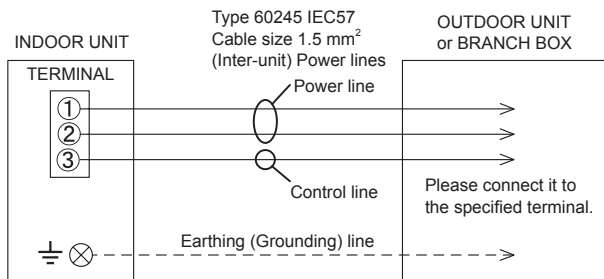 Type 60245 IEC57
Cable size 1.5 mm²
(Inter-unit) Power lines
OUTDOOR UNIT
or BRANCH BOX
INDOOR UNIT
TERMINAL
Power line
①
②
③
Control line
Please connect it to
the specified terminal.
Earthing (Grounding) line